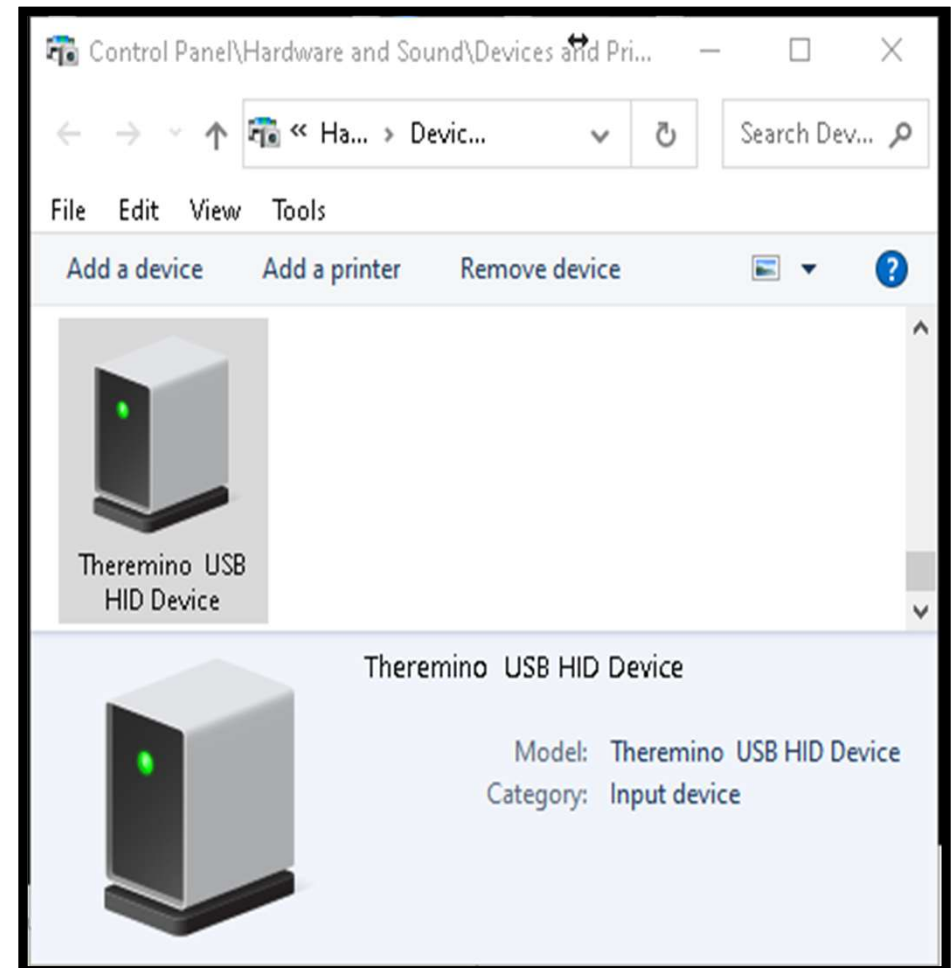 Control Panel\Hardware and Sound\Devices and Pri...
« Ha... › Devic...
Search Dev...
File Edit View Tools
Add a device Add a printer Remove device
?
Theremino USB
HID Device
Theremino USB HID Device
Model: Theremino USB HID Device
Category: Input device